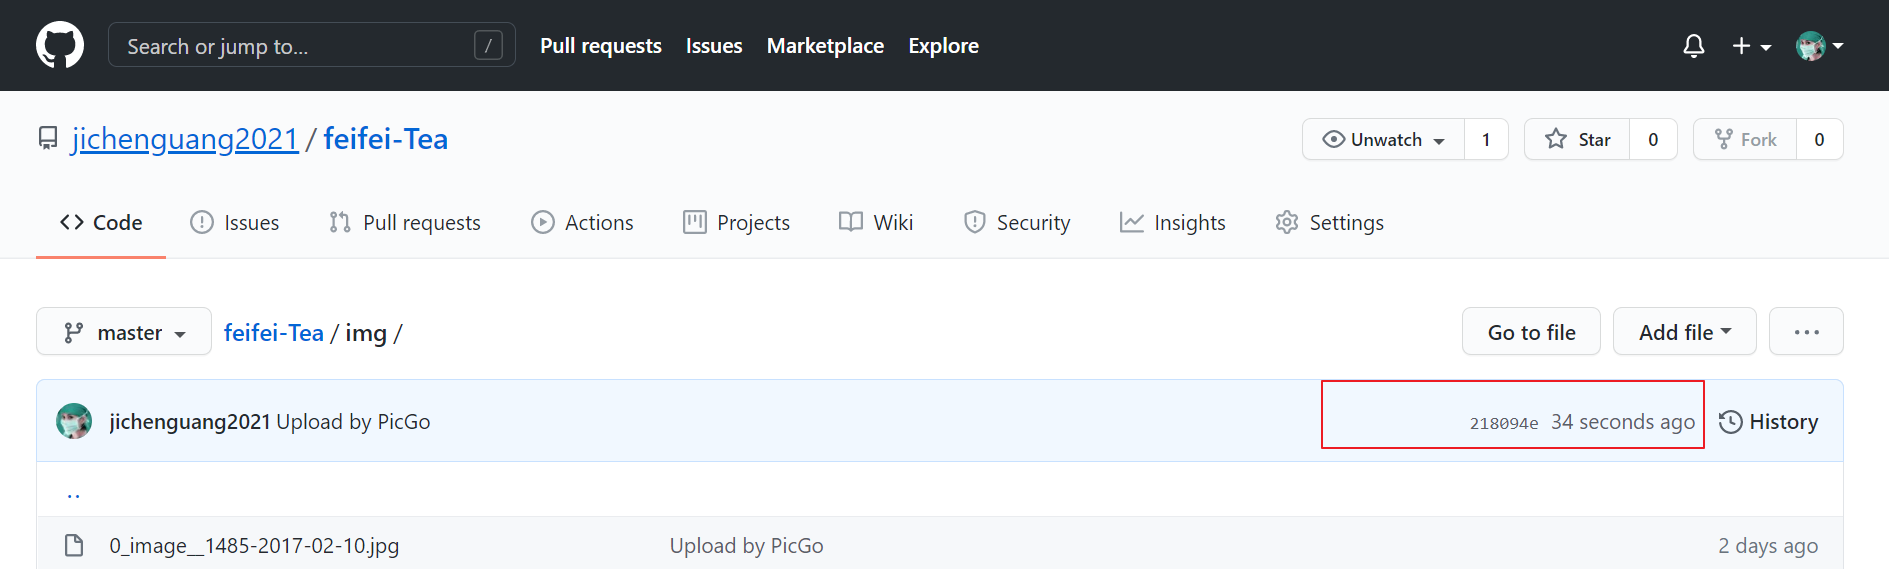 Search or jump to... / Pull requests Issues Marketplace Explore
jichenguang2021 / feifei-Tea Unwatch 1 Star 0 Fork 0
Code Issues Pull requests Actions Projects Wiki Security Insights Settings
master feifei-Tea / img / Go to file Add file ...
jichenguang2021 Upload by PicGo 218094e 34 seconds ago History
..
0_image__1485-2017-02-10.jpg Upload by PicGo 2 days ago